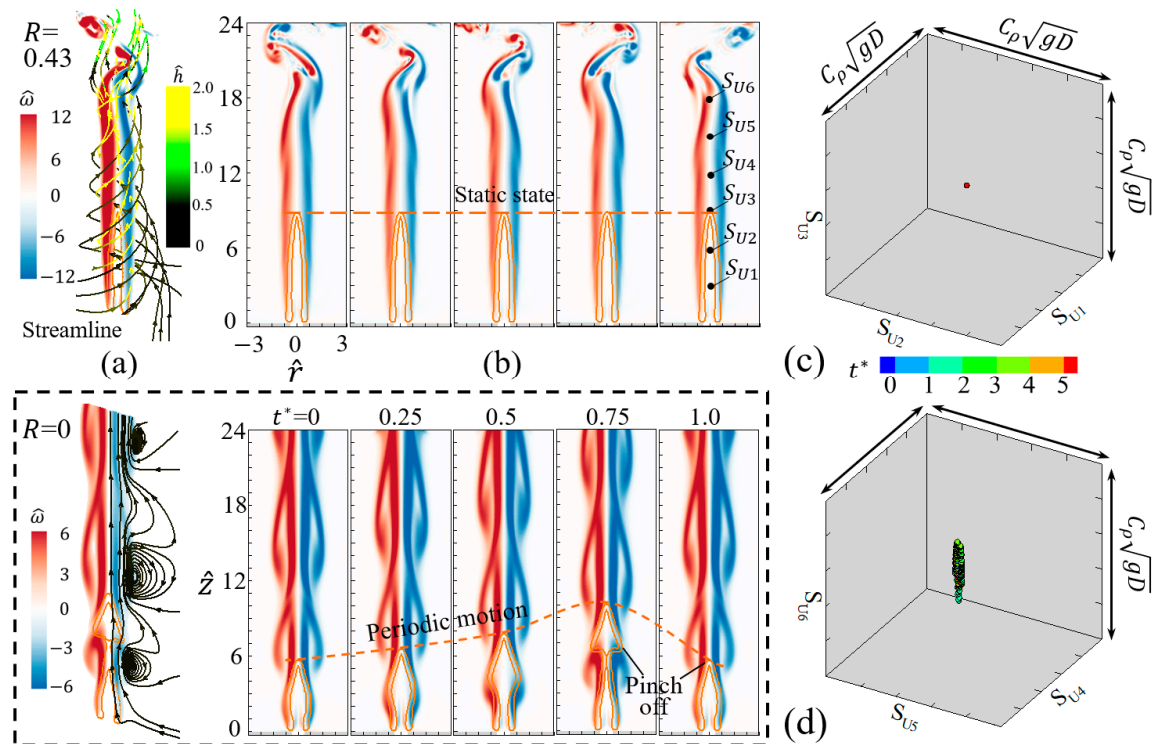 R=
0.43
ω̂
12
6
0
−6
−12
ĥ
2.0
1.5
1.0
0.5
0
Streamline
(a)
24
18
12
6
0
−3 0 3
r̂
(b)
Static state
S_U6
S_U5
S_U4
S_U3
S_U2
S_U1
C_ρ√gD
C_ρ√gD
C_ρ√gD
S_U3
S_U2
S_U1
(c)
t*
0 1 2 3 4 5
R=0
ω̂
6
3
0
−3
−6
ẑ
t*=0 0.25 0.5 0.75 1.0
24
18
12
6
0
Periodic motion
Pinch
off
C_ρ√gD
S_U6
S_U5
S_U4
(d)